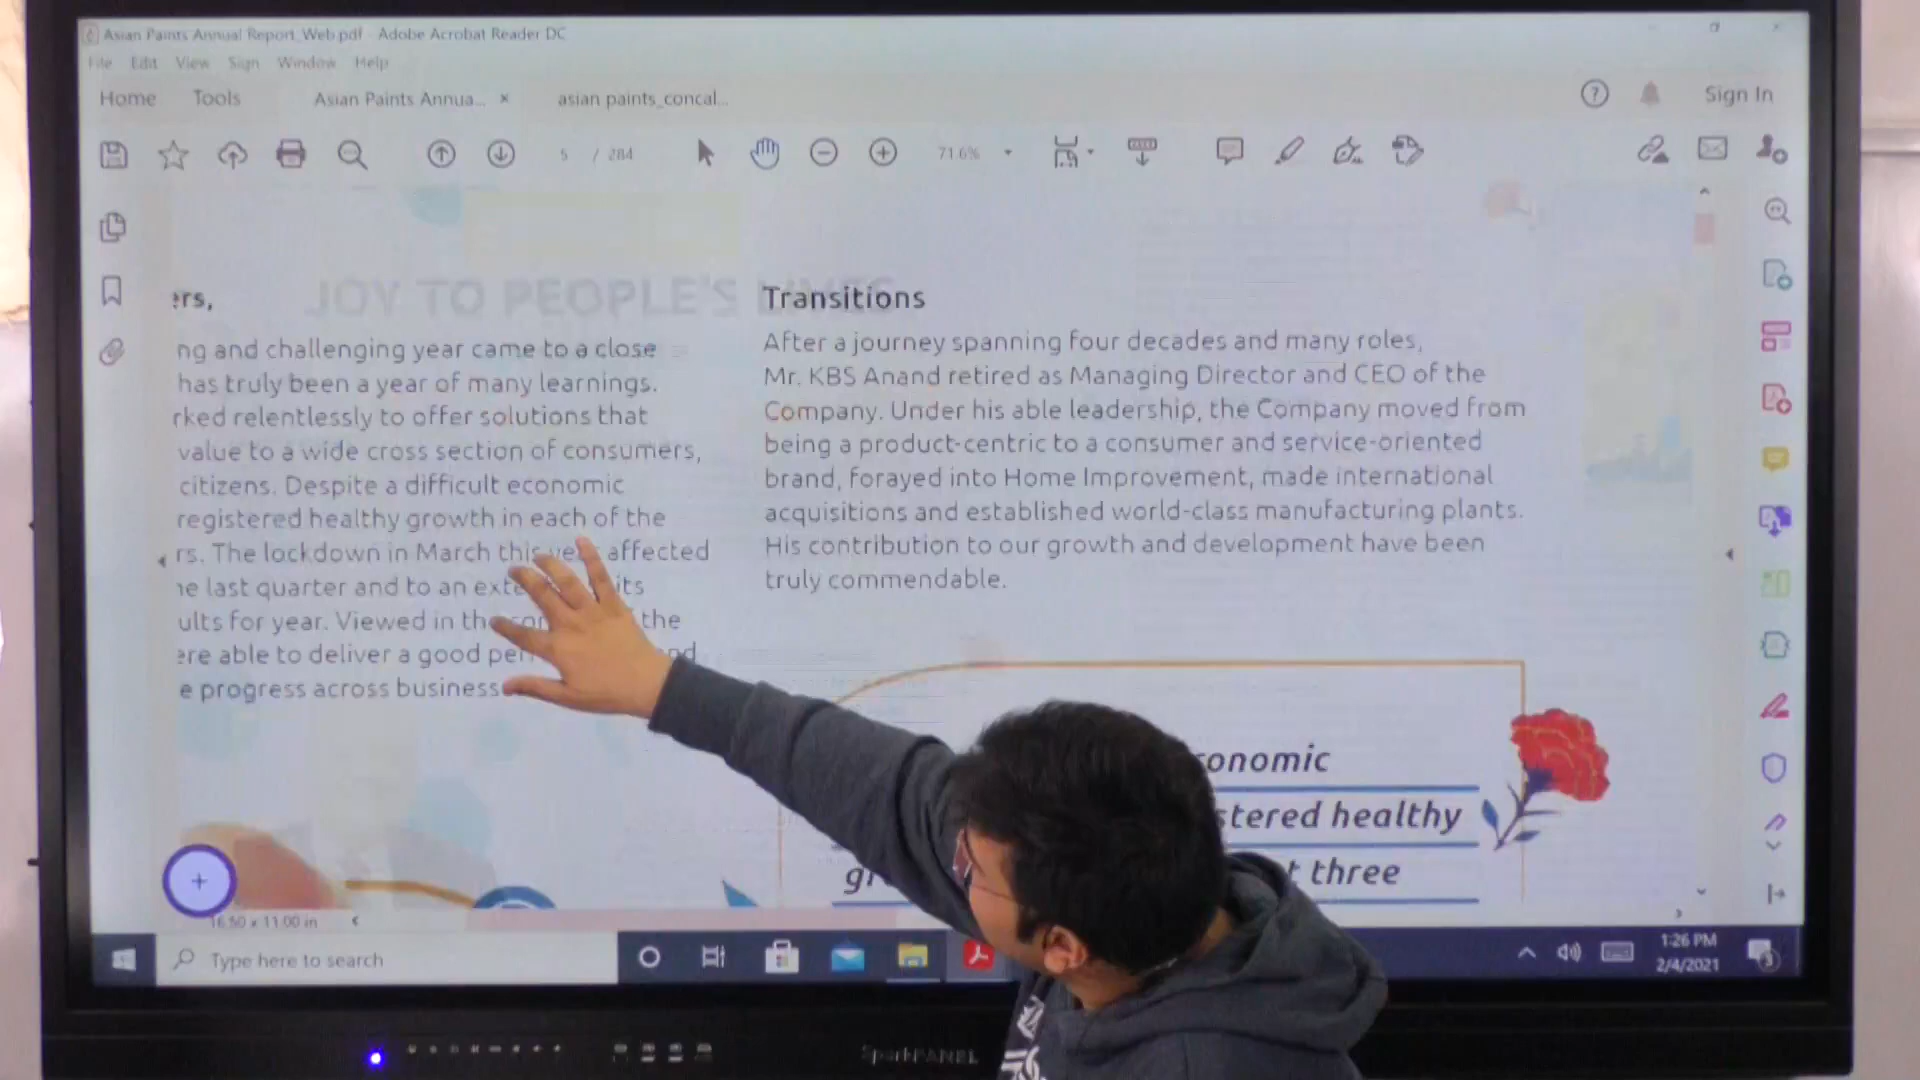 Asian Paints Annual Report_Web.pdf - Adobe Acrobat Reader DC
File Edit View Sign Window Help
Home Tools Asian Paints Annua... × asian paints_concal... Sign In
5 / 284 71.6%
JOY TO PEOPLE'S
ers,
ng and challenging year came to a close
has truly been a year of many learnings.
rked relentlessly to offer solutions that
value to a wide cross section of consumers,
citizens. Despite a difficult economic
registered healthy growth in each of the
rs. The lockdown in March this affected
he last quarter and to an its
ults for year. Viewed in the
ere able to deliver a good
e progress across business
Transitions
After a journey spanning four decades and many roles,
Mr. KBS Anand retired as Managing Director and CEO of the
Company. Under his able leadership, the Company moved from
being a product-centric to a consumer and service-oriented
brand, forayed into Home Improvement, made international
acquisitions and established world-class manufacturing plants.
His contribution to our growth and development have been
truly commendable.
onomic
stered healthy
t three
16.50 x 11.00 in
Type here to search
1:26 PM
2/4/2021
SparkPANEL